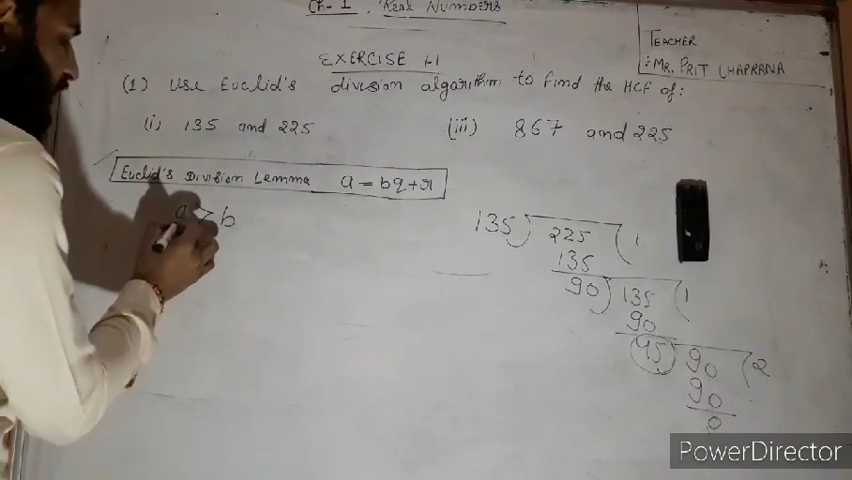 Ch-1 Real Numbers
TEACHER
:- MR. PRIT CHAPRANA
EXERCISE 1.1
(1) Use Euclid's division algorithm to find the HCF of:
(i) 135 and 225 (iii) 867 and 225
Euclid's Division Lemma a = bq + r
a > b
135) 225 ( 1
135
90) 135 ( 1
90
45) 90 ( 2
90
0
PowerDirector